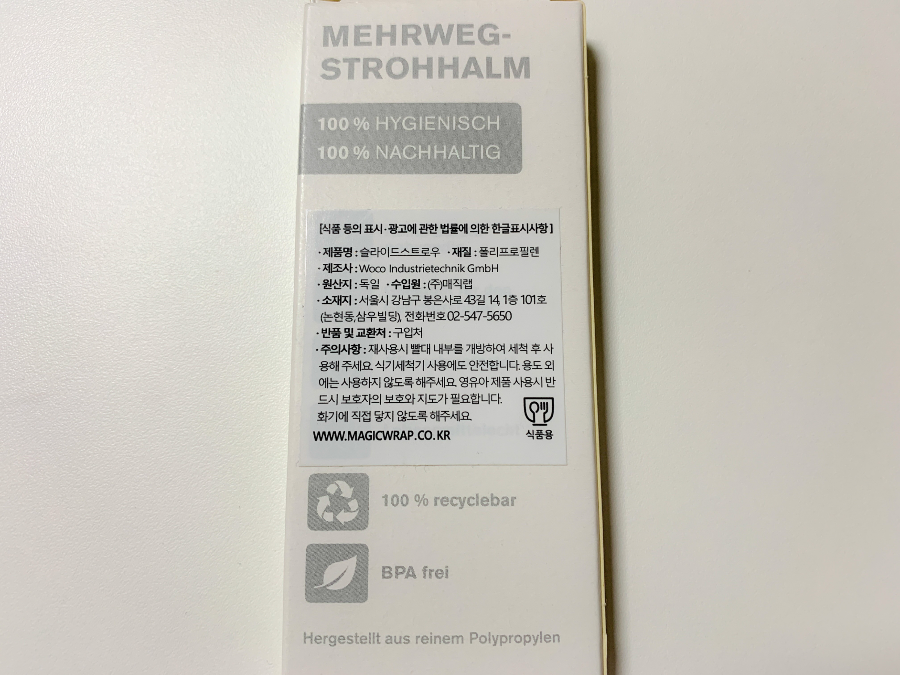 MEHRWEG-
STROHHALM
100 % HYGIENISCH
100 % NACHHALTIG
[식품 등의 표시·광고에 관한 법률에 의한 한글표시사항]
· 제품명 : 슬라이드스트로우 · 재질 : 폴리프로필렌
· 제조사 : Woco Industrietechnik GmbH
· 원산지 : 독일 · 수입원 : (주)매직랩
· 소재지 : 서울시 강남구 봉은사로 43길 14, 1층 101호
(논현동,삼우빌딩), 전화번호 02-547-5650
· 반품 및 교환처 : 구입처
· 주의사항 : 재사용시 빨대 내부를 개방하여 세척 후 사
용해 주세요. 식기세척기 사용에도 안전합니다. 용도 외
에는 사용하지 않도록 해주세요. 영유아 제품 사용시 반
드시 보호자의 보호와 지도가 필요합니다.
화기에 직접 닿지 않도록 해주세요.
WWW.MAGICWRAP.CO.KR
식품용
100 % recyclebar
BPA frei
Hergestellt aus reinem Polypropylen